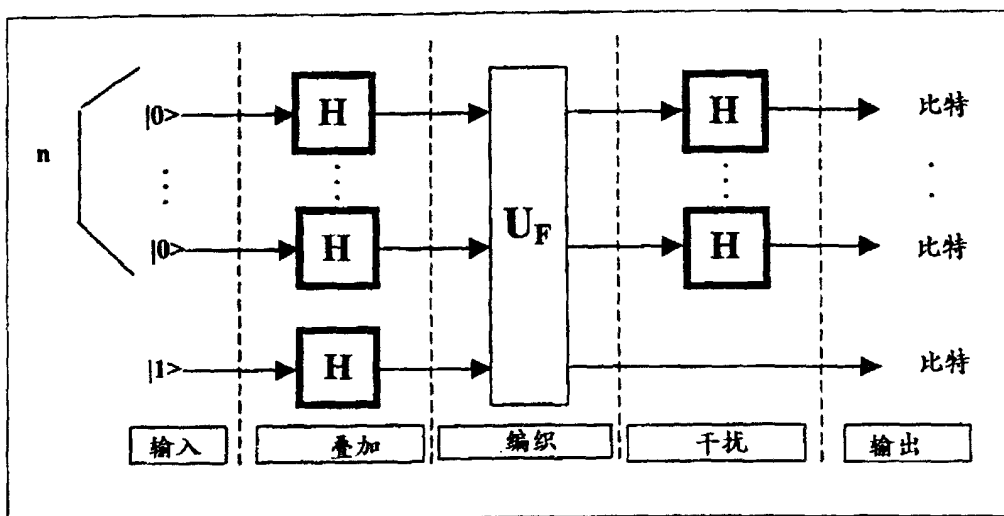 |0> H H 比特
n
|0> H U_F H 比特
|1> H 比特
输入 叠加 编织 干扰 输出